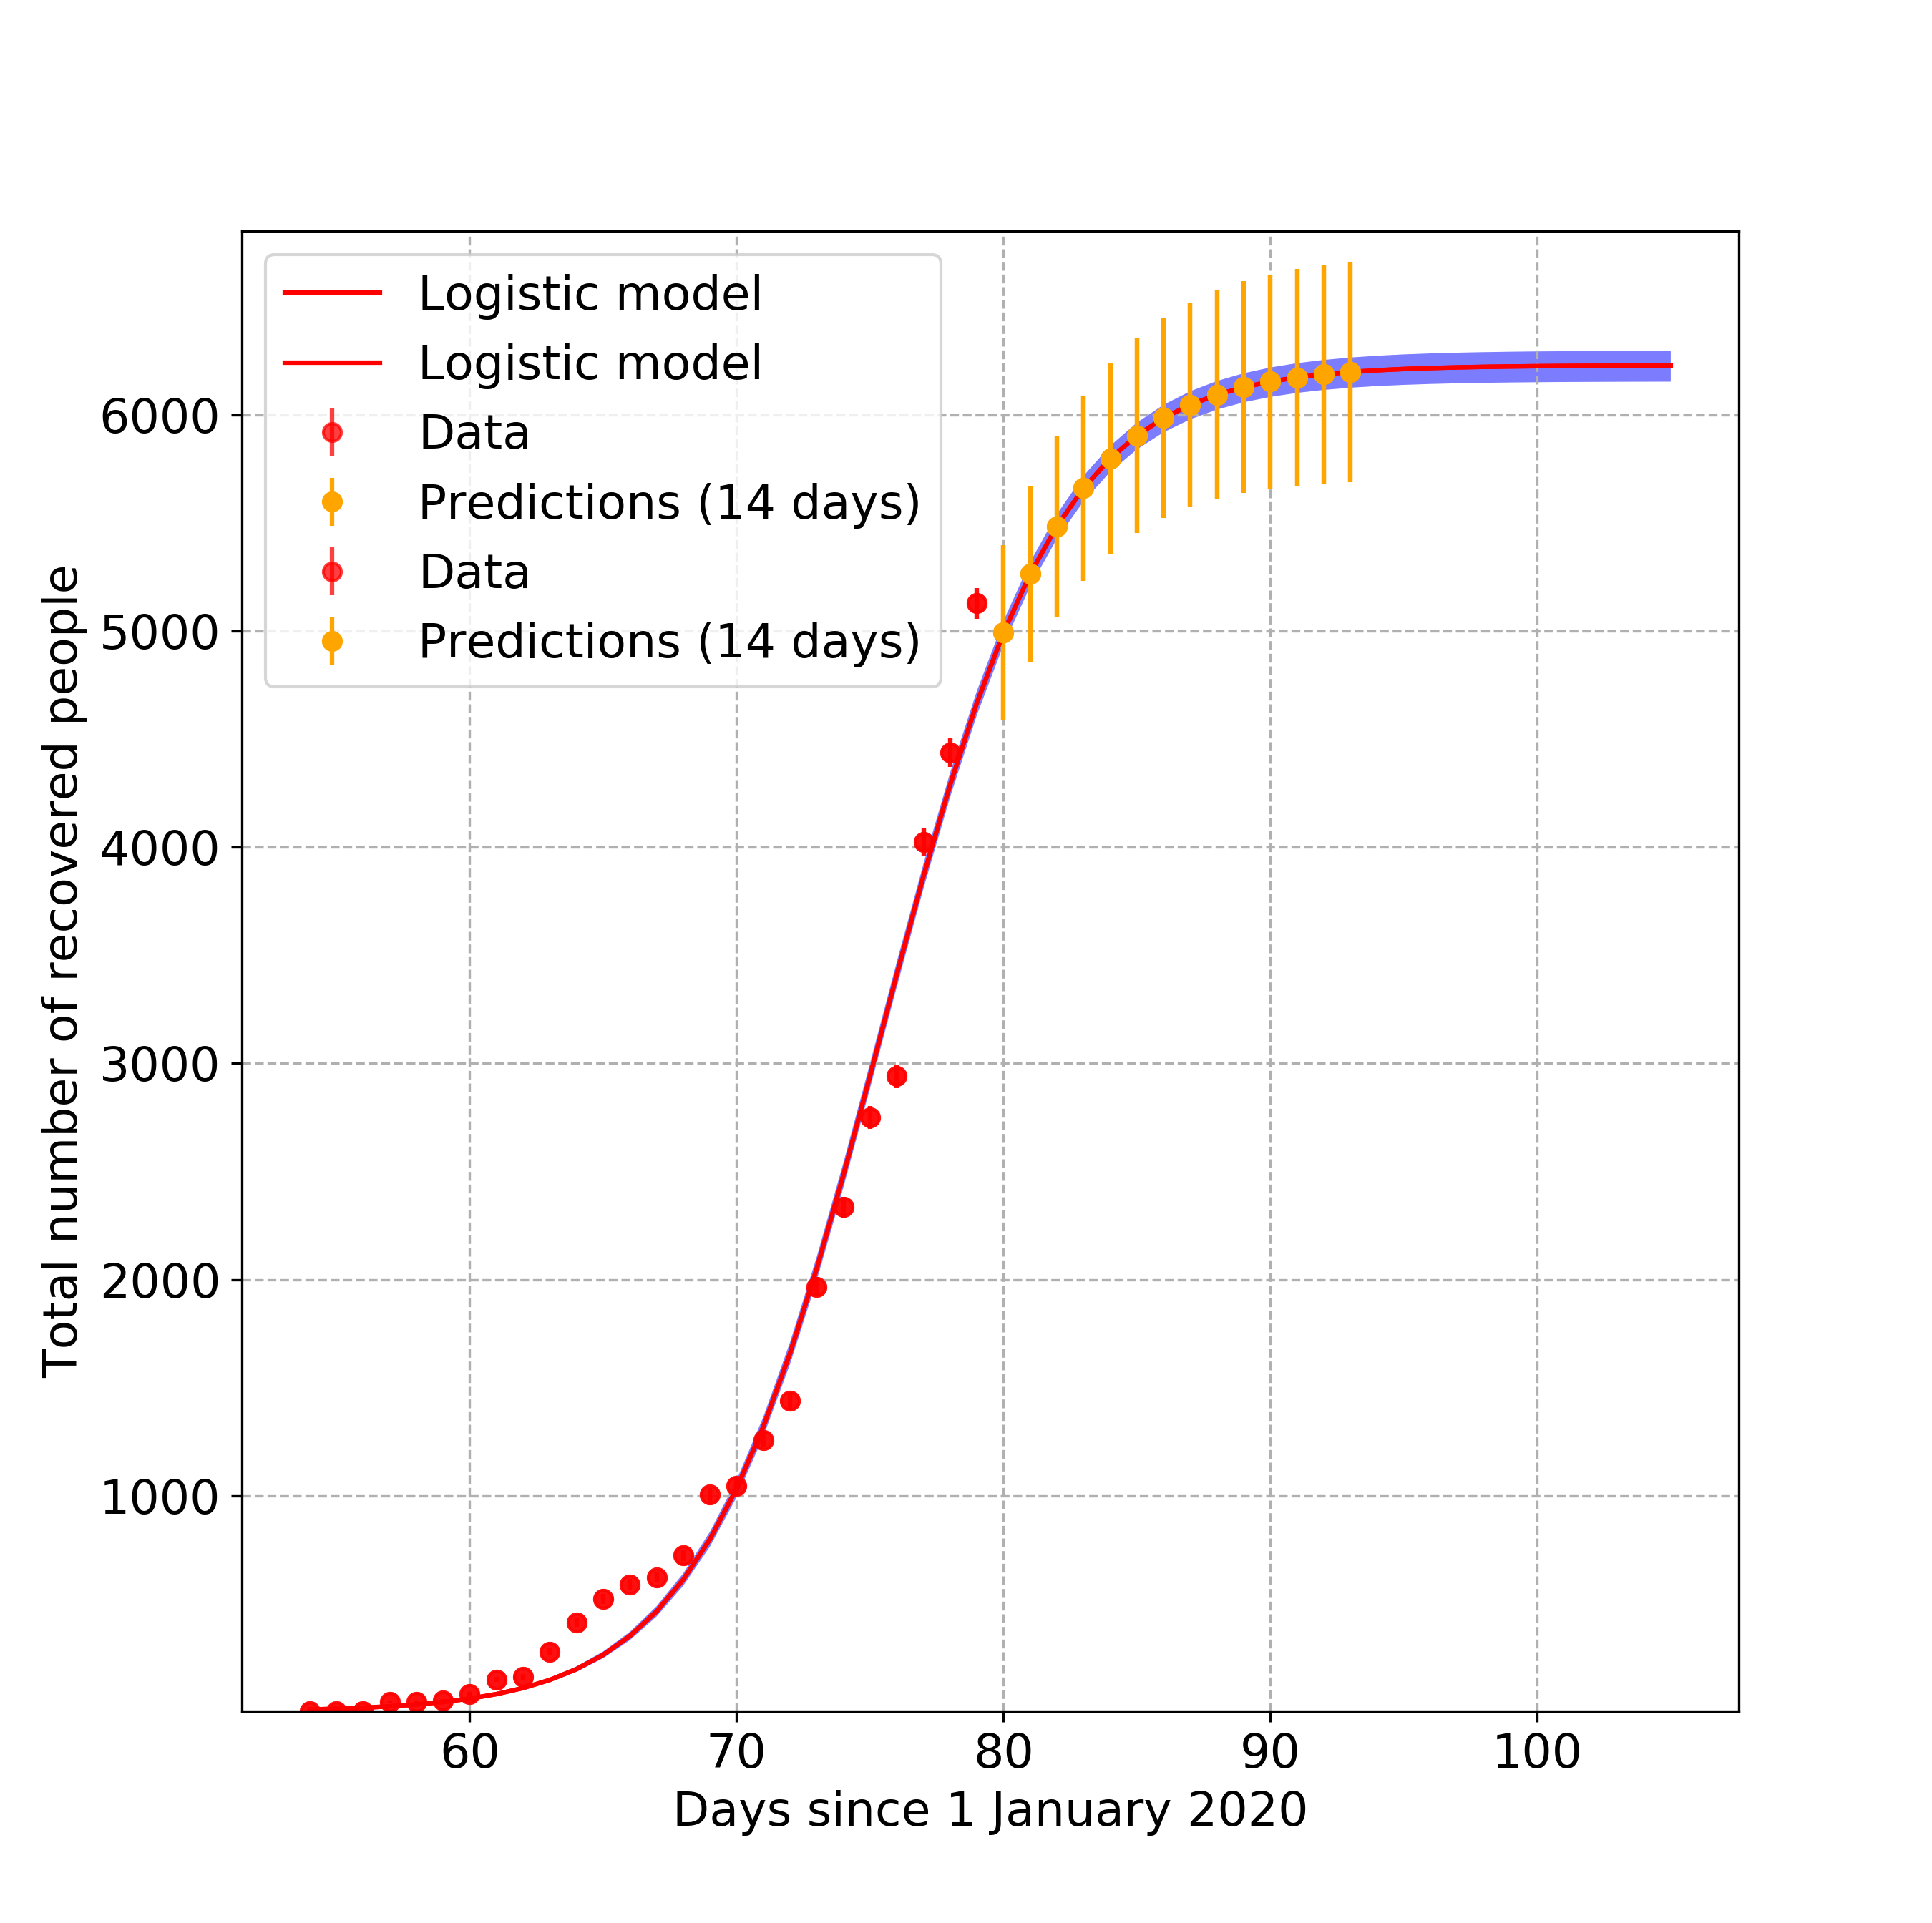 Logistic model
Logistic model
Data
Predictions (14 days)
Data
Predictions (14 days)
6000
5000
4000
3000
2000
1000
Total number of recovered people
60 70 80 90 100
Days since 1 January 2020